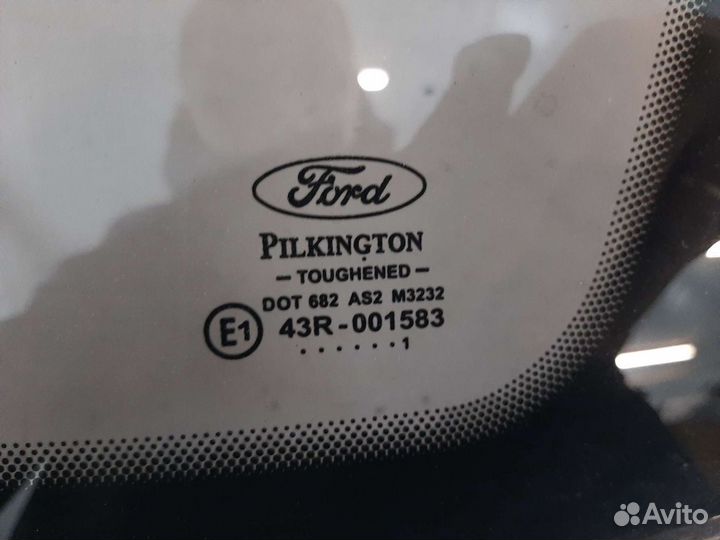 Ford
PILKINGTON
- TOUGHENED -
DOT 682 AS2 M3232
E1 43R-001583
. . . . . . 1
Avito